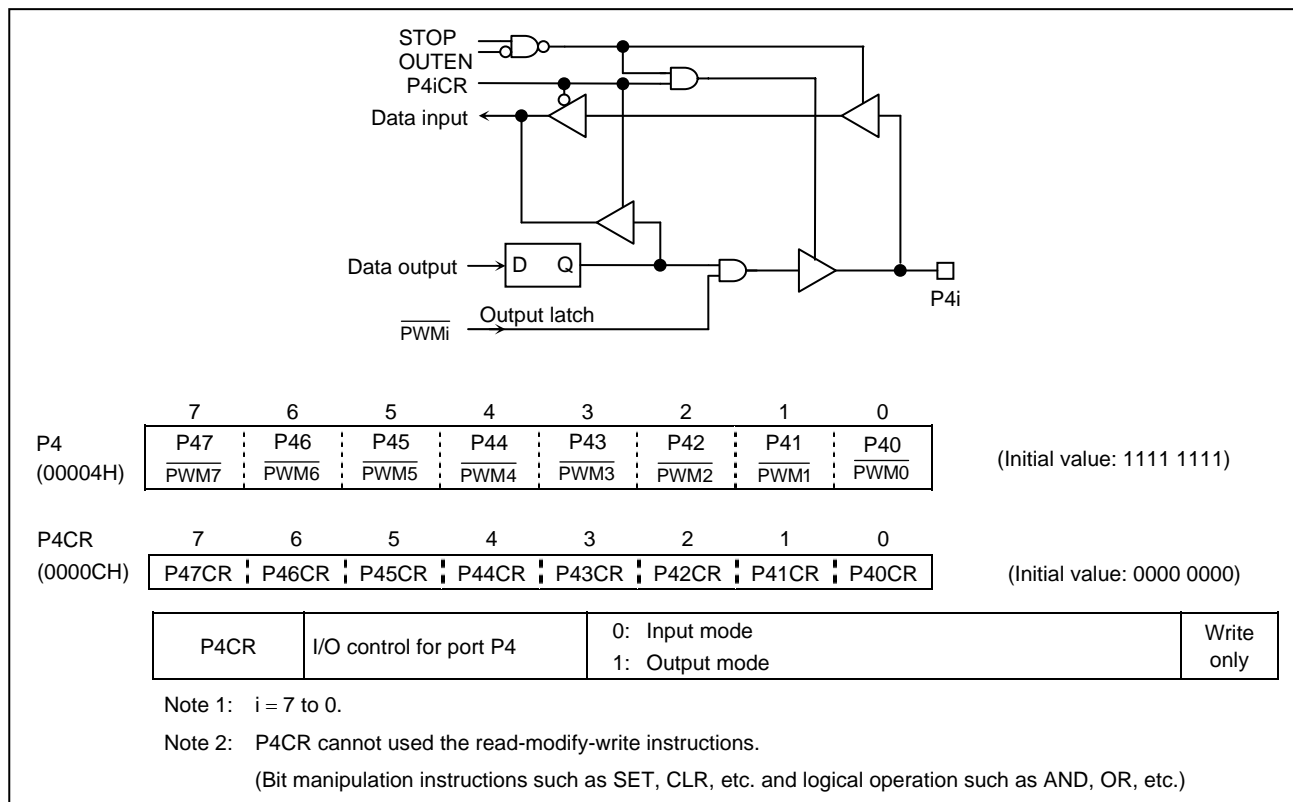 STOP
OUTEN
P4iCR
Data input
Data output
D Q
P4i
Output latch
PWMi
7 6 5 4 3 2 1 0
P4 P47 P46 P45 P44 P43 P42 P41 P40
(00004H) PWM7 PWM6 PWM5 PWM4 PWM3 PWM2 PWM1 PWM0 (Initial value: 1111 1111)
P4CR 7 6 5 4 3 2 1 0
(0000CH) P47CR P46CR P45CR P44CR P43CR P42CR P41CR P40CR (Initial value: 0000 0000)
P4CR I/O control for port P4 0: Input mode Write
1: Output mode only
Note 1: i = 7 to 0.
Note 2: P4CR cannot used the read-modify-write instructions.
(Bit manipulation instructions such as SET, CLR, etc. and logical operation such as AND, OR, etc.)